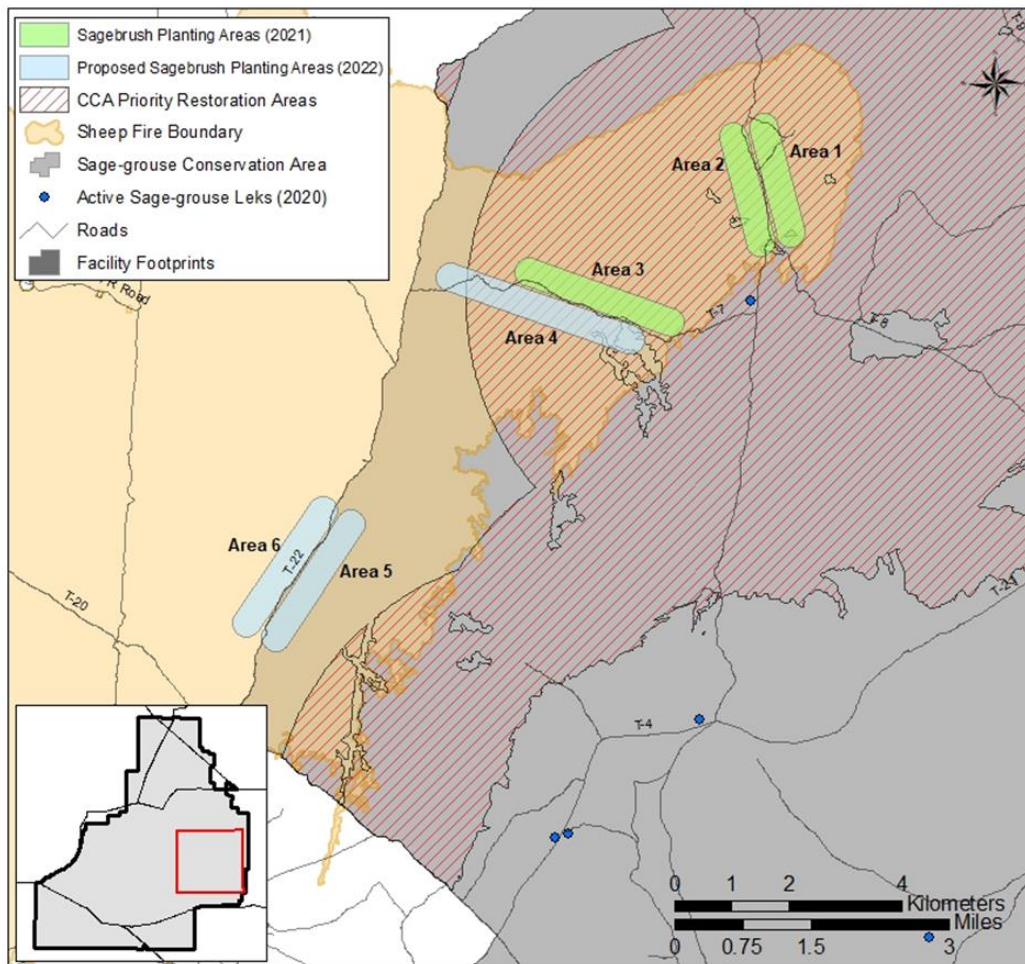 Sagebrush Planting Areas (2021)
Proposed Sagebrush Planting Areas (2022)
CCA Priority Restoration Areas
Sheep Fire Boundary
Sage-grouse Conservation Area
Active Sage-grouse Leks (2020)
Roads
Facility Footprints
T-9
Area 1
Area 2
Area 3
Area 4
T-7
T-8
Road
Area 6
T-22
Area 5
T-20
T-21
T-4
0 1 2 4
Kilometers
Miles
0 0.75 1.5 3